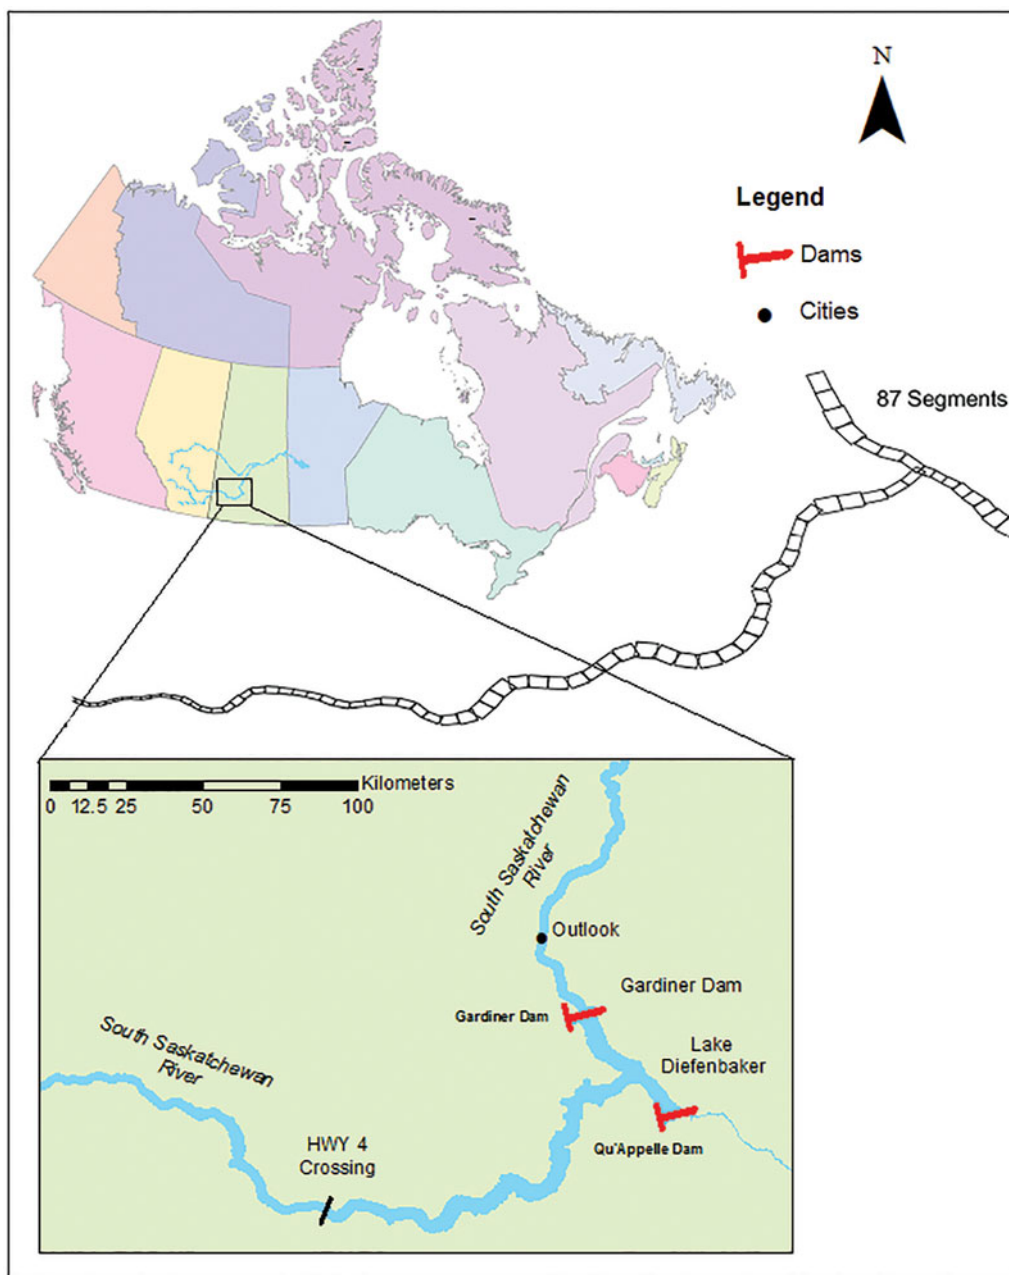 N
Legend
Dams
Cities
87 Segments
Kilometers
0 12.5 25 50 75 100
South Saskatchewan
River
Outlook
Gardiner Dam
Gardiner Dam
Lake
Diefenbaker
South Saskatchewan
River
HWY 4
Crossing
Qu'Appelle Dam